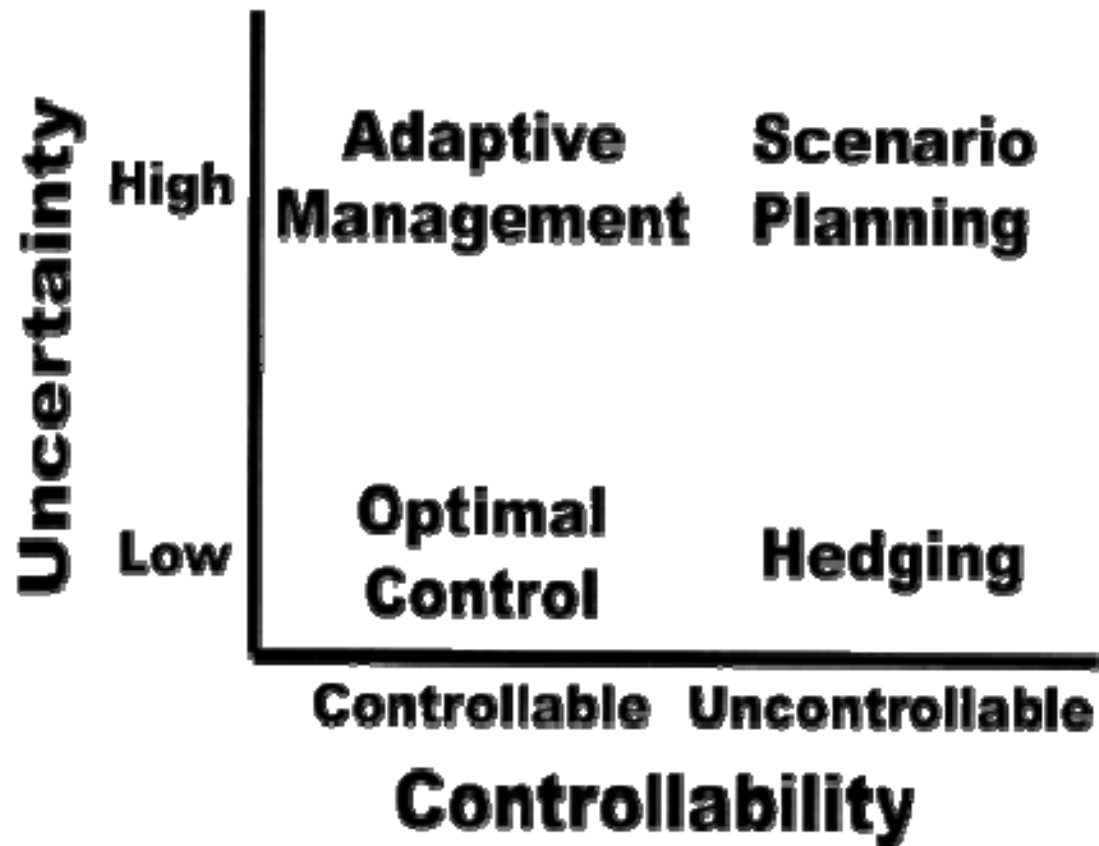 Uncertainty
High
Low
Adaptive
Management
Scenario
Planning
Optimal
Control
Hedging
Controllable
Uncontrollable
Controllability